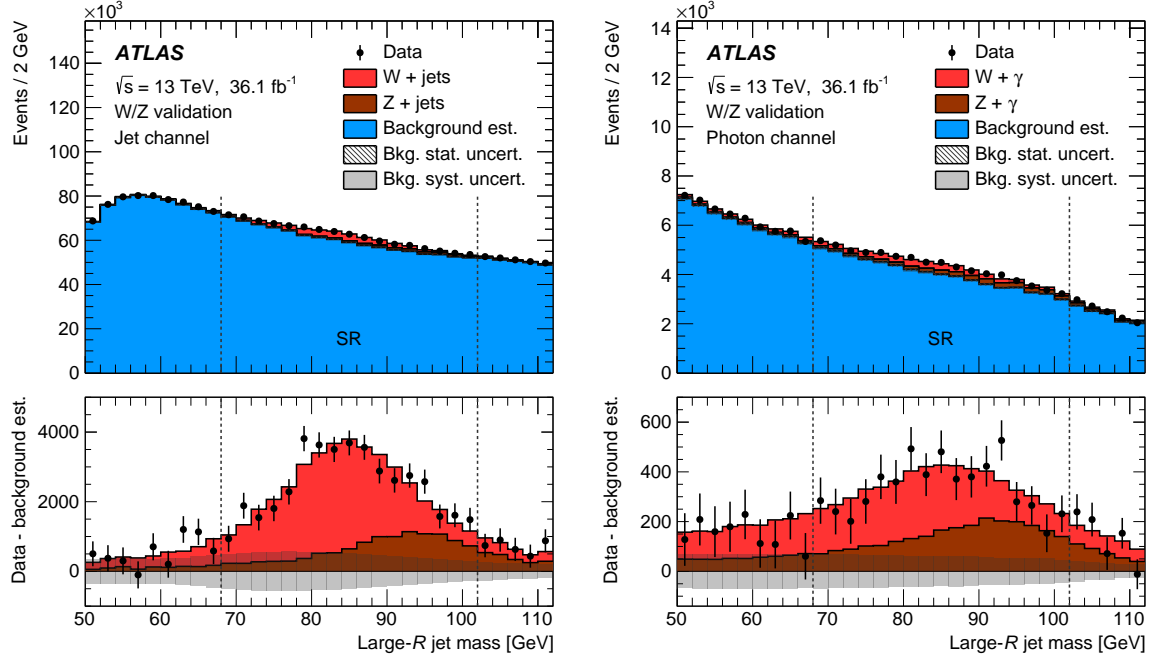 ×10³
Events / 2 GeV
160
140
120
100
80
60
40
20
0
ATLAS
√s = 13 TeV, 36.1 fb⁻¹
W/Z validation
Jet channel
Data
W + jets
Z + jets
Background est.
Bkg. stat. uncert.
Bkg. syst. uncert.
SR
Data - background est.
4000
2000
0
50 60 70 80 90 100 110
Large-R jet mass [GeV]
×10³
Events / 2 GeV
14
12
10
8
6
4
2
0
ATLAS
√s = 13 TeV, 36.1 fb⁻¹
W/Z validation
Photon channel
Data
W + γ
Z + γ
Background est.
Bkg. stat. uncert.
Bkg. syst. uncert.
SR
Data - background est.
600
400
200
0
50 60 70 80 90 100 110
Large-R jet mass [GeV]